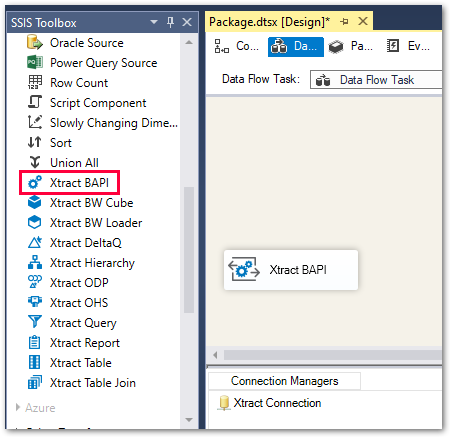 SSIS Toolbox
Oracle Source
Power Query Source
Row Count
Script Component
Slowly Changing Dime...
Sort
Union All
Xtract BAPI
Xtract BW Cube
Xtract BW Loader
Xtract DeltaQ
Xtract Hierarchy
Xtract ODP
Xtract OHS
Xtract Query
Xtract Report
Xtract Table
Xtract Table Join
Azure
Package.dtsx [Design]*
Co...
Da...
Pa...
Ev...
Data Flow Task:
Data Flow Task
Xtract BAPI
Connection Managers
Xtract Connection